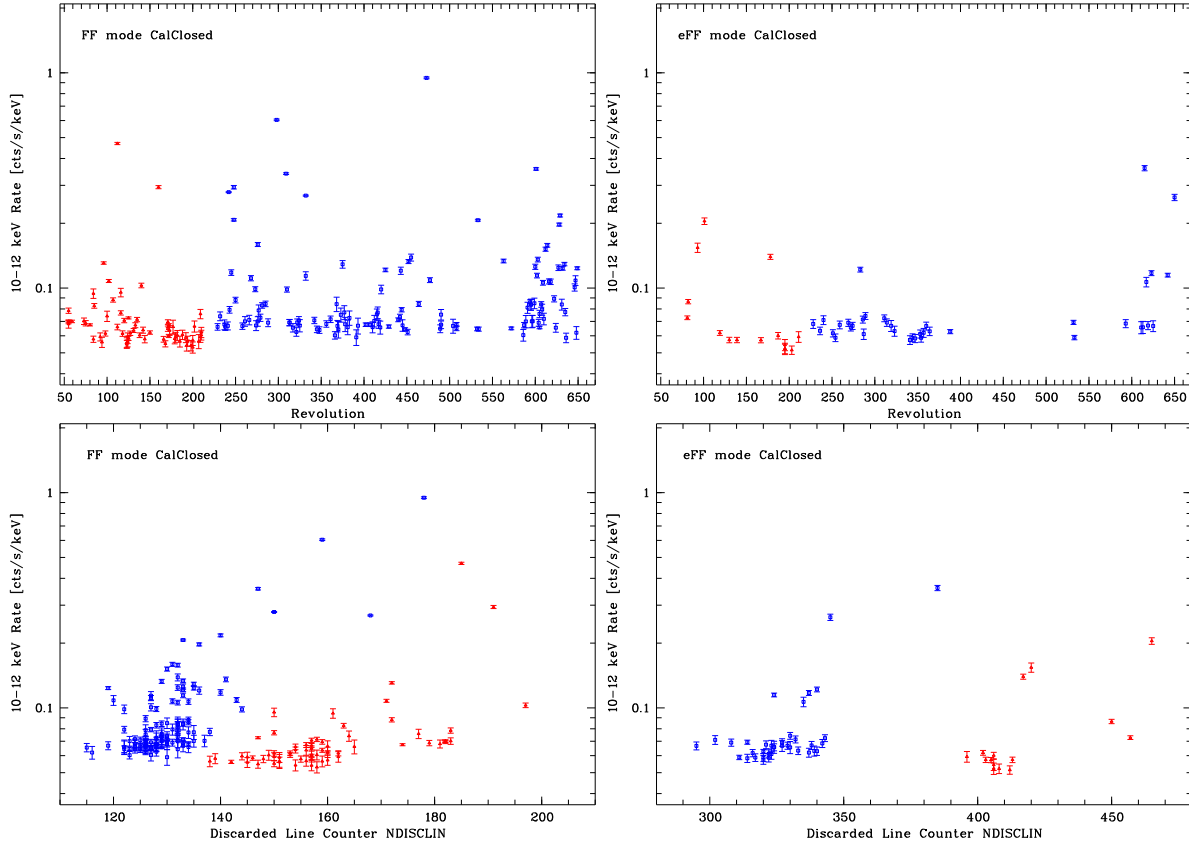 FF mode CalClosed
1
0.1
10-12 keV Rate [cts/s/keV]
50 100 150 200 250 300 350 400 450 500 550 600 650
Revolution
eFF mode CalClosed
1
0.1
10-12 keV Rate [cts/s/keV]
50 100 150 200 250 300 350 400 450 500 550 600 650
Revolution
FF mode CalClosed
1
0.1
10-12 keV Rate [cts/s/keV]
120 140 160 180 200
Discarded Line Counter NDISCLIN
eFF mode CalClosed
1
0.1
10-12 keV Rate [cts/s/keV]
300 350 400 450
Discarded Line Counter NDISCLIN